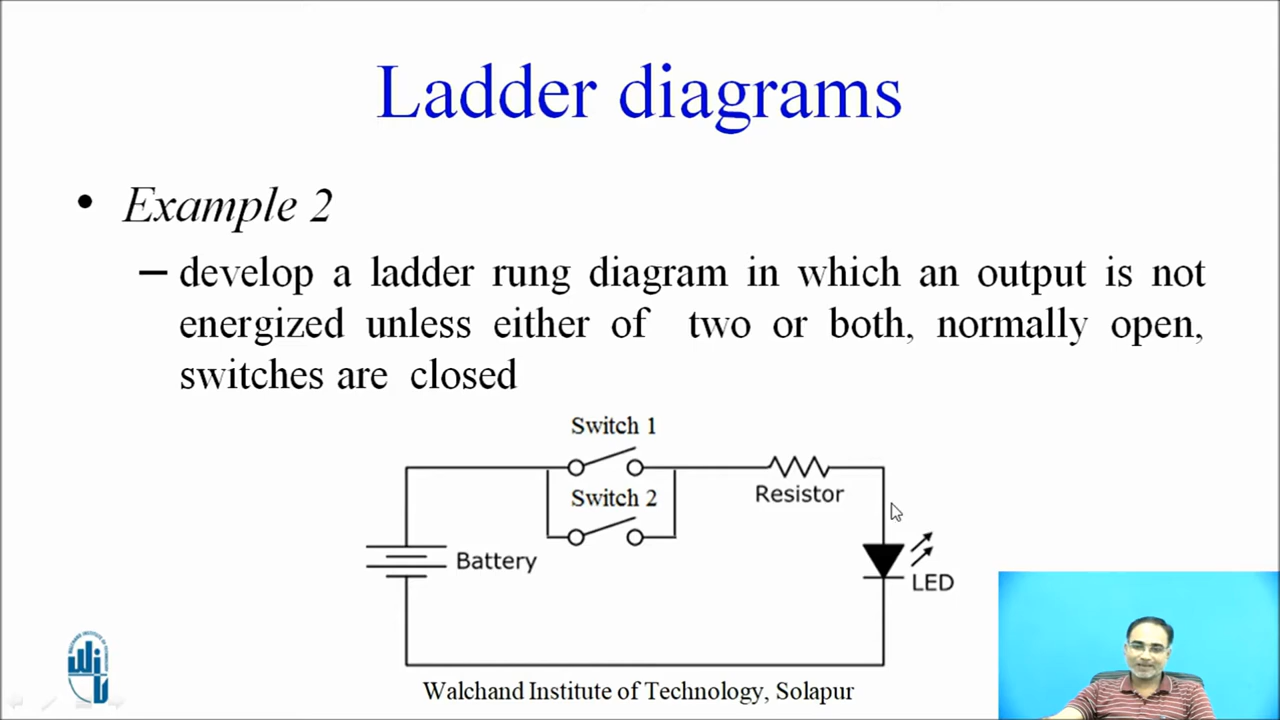 Ladder diagrams
• Example 2
– develop a ladder rung diagram in which an output is not
energized unless either of two or both, normally open,
switches are closed
Switch 1
Switch 2
Resistor
Battery
LED
Walchand Institute of Technology, Solapur